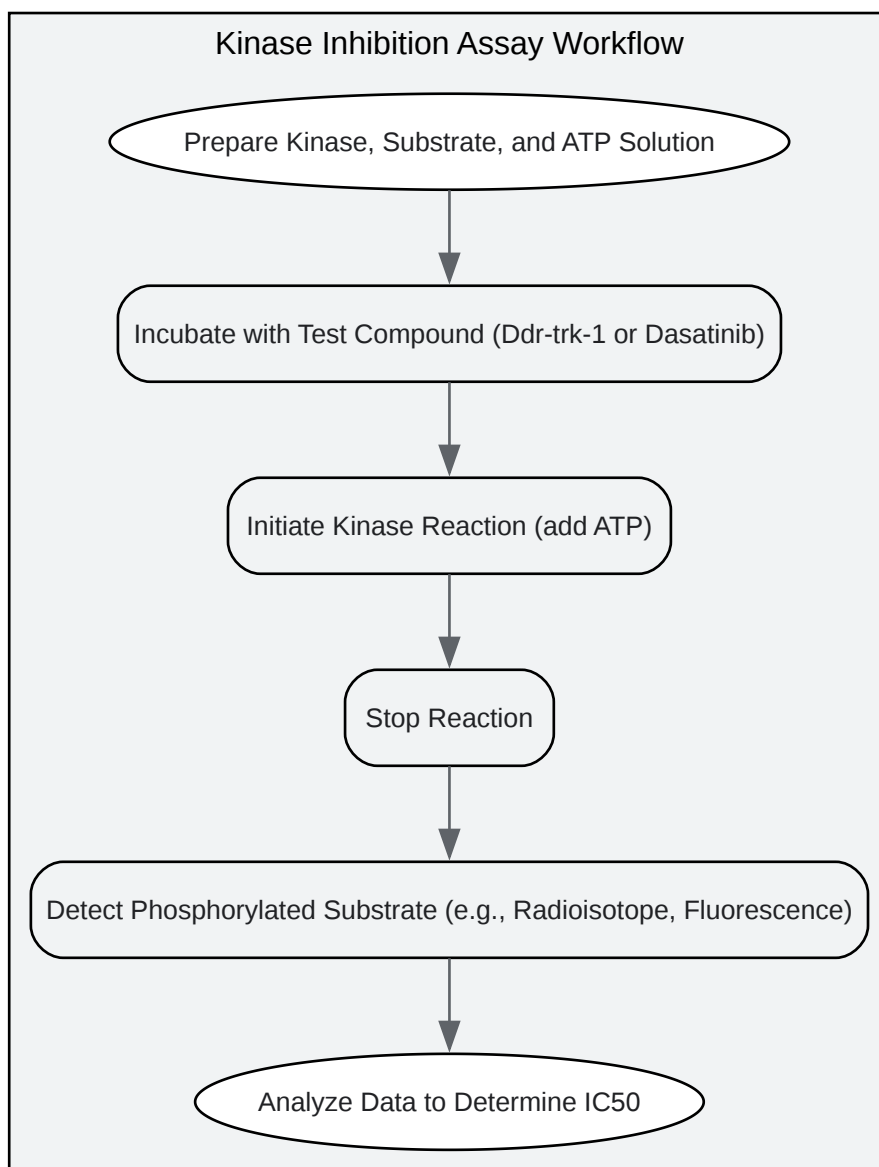 Kinase Inhibition Assay Workflow
Prepare Kinase, Substrate, and ATP Solution
Incubate with Test Compound (Ddr-trk-1 or Dasatinib)
Initiate Kinase Reaction (add ATP)
Stop Reaction
Detect Phosphorylated Substrate (e.g., Radioisotope, Fluorescence)
Analyze Data to Determine IC50